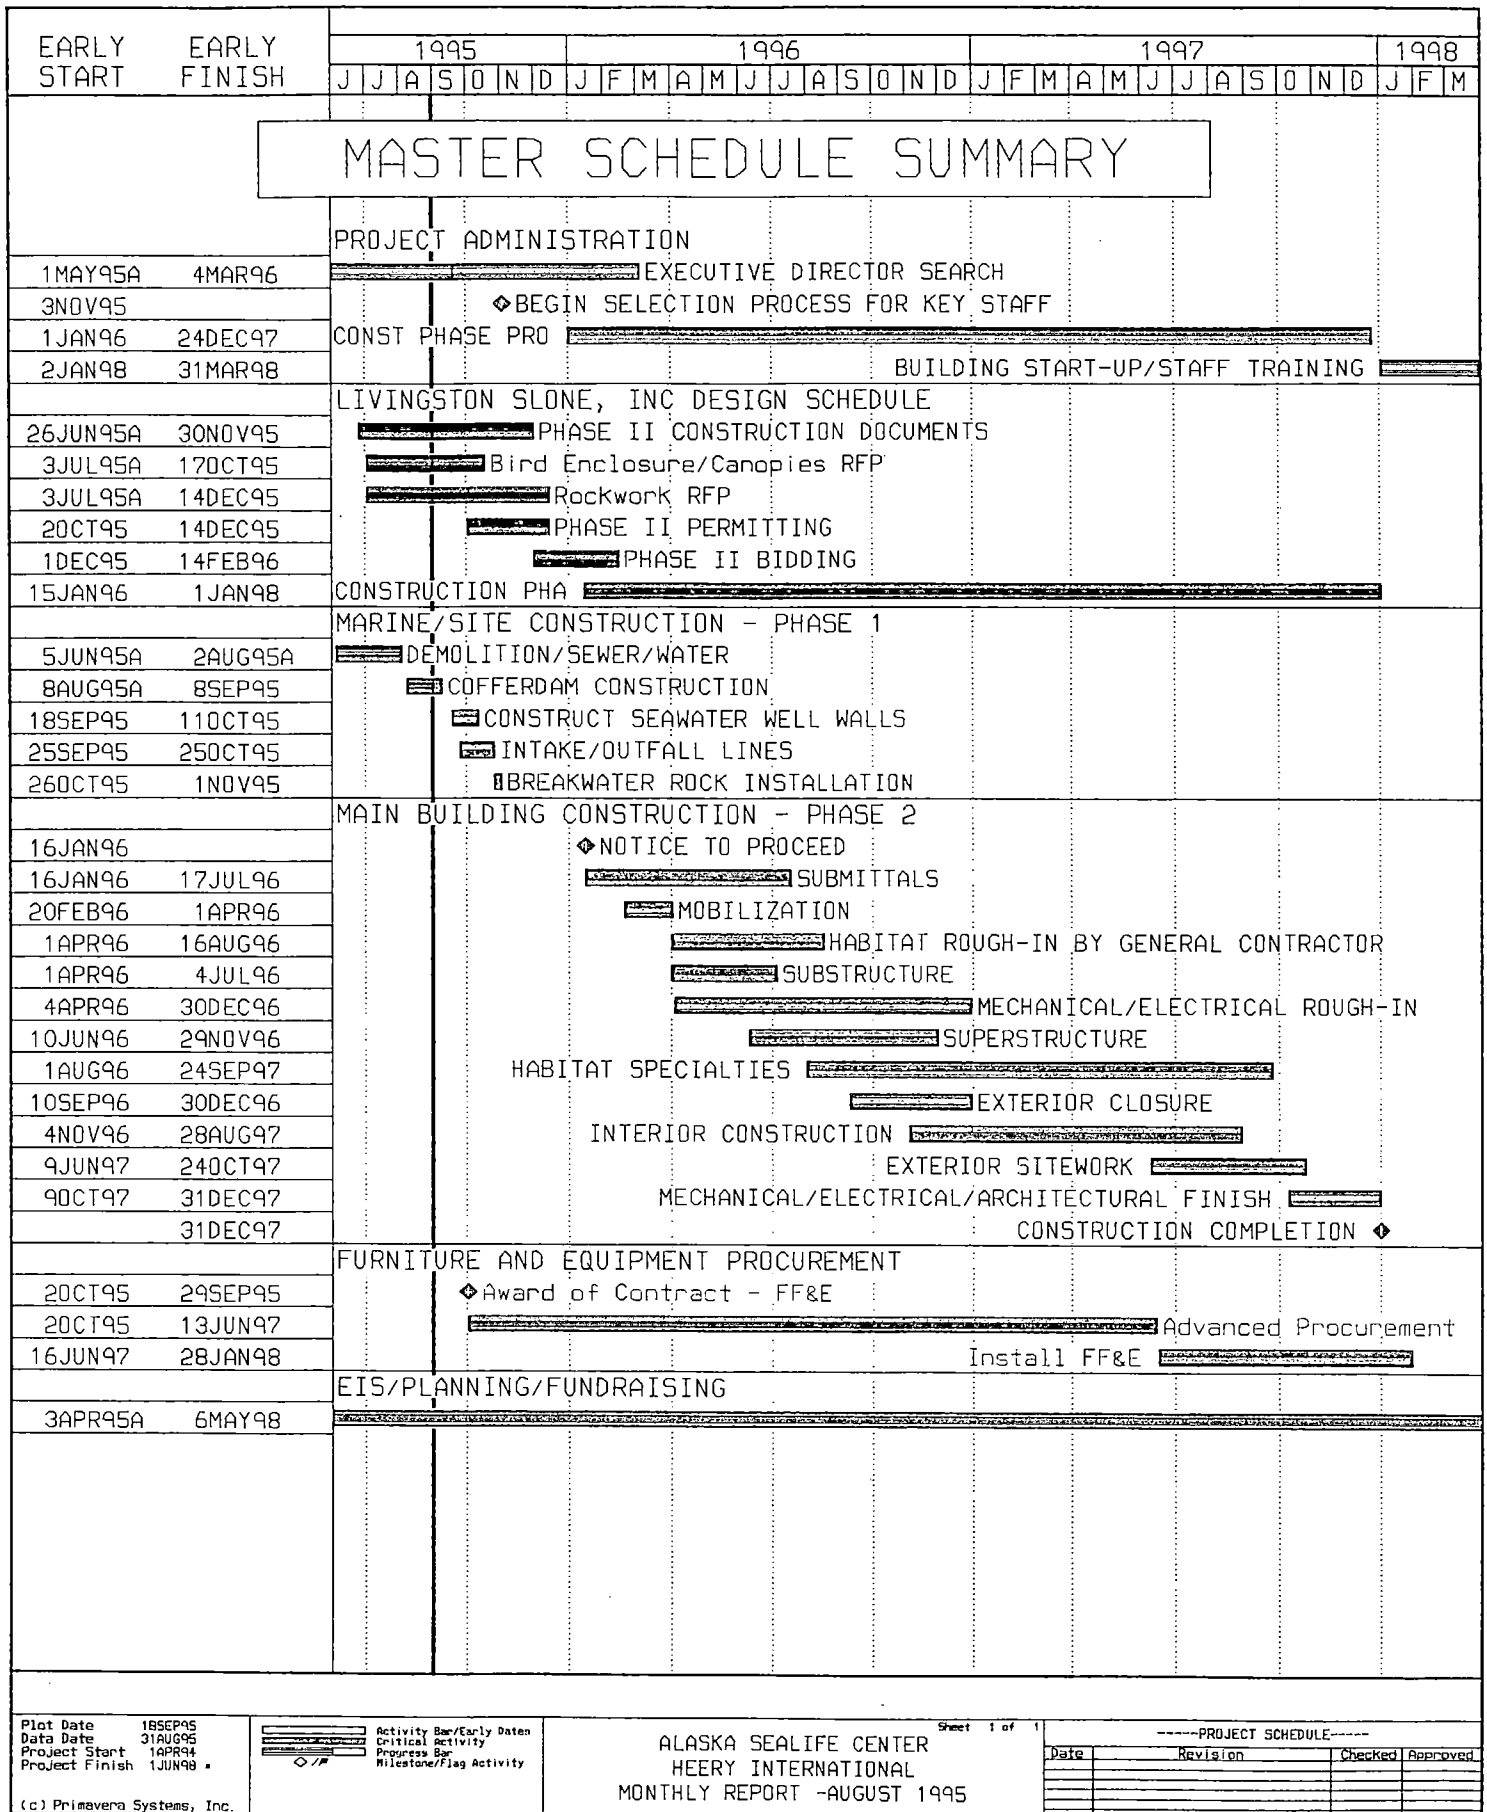 EARLY START EARLY FINISH
1995 1996 1997 1998
J J A S O N D J F M A M J J A S O N D J F M A M J J A S O N D J F M
MASTER SCHEDULE SUMMARY
PROJECT ADMINISTRATION
1MAY95A 4MAR96 EXECUTIVE DIRECTOR SEARCH
3NOV95 BEGIN SELECTION PROCESS FOR KEY STAFF
1JAN96 24DEC97 CONST PHASE PRO
2JAN98 31MAR98 BUILDING START-UP/STAFF TRAINING
LIVINGSTON SLONE, INC DESIGN SCHEDULE
26JUN95A 30NOV95 PHASE II CONSTRUCTION DOCUMENTS
3JUL95A 17OCT95 Bird Enclosure/Canopies RFP
3JUL95A 14DEC95 Rockwork RFP
2OCT95 14DEC95 PHASE II PERMITTING
1DEC95 14FEB96 PHASE II BIDDING
15JAN96 1JAN98 CONSTRUCTION PHA
MARINE/SITE CONSTRUCTION - PHASE 1
5JUN95A 2AUG95A DEMOLITION/SEWER/WATER
8AUG95A 8SEP95 COFFERDAM CONSTRUCTION
18SEP95 11OCT95 CONSTRUCT SEAWATER WELL WALLS
25SEP95 25OCT95 INTAKE/OUTFALL LINES
26OCT95 1NOV95 BREAKWATER ROCK INSTALLATION
MAIN BUILDING CONSTRUCTION - PHASE 2
16JAN96 NOTICE TO PROCEED
16JAN96 17JUL96 SUBMITTALS
20FEB96 1APR96 MOBILIZATION
1APR96 16AUG96 HABITAT ROUGH-IN BY GENERAL CONTRACTOR
1APR96 4JUL96 SUBSTRUCTURE
4APR96 30DEC96 MECHANICAL/ELECTRICAL ROUGH-IN
10JUN96 29NOV96 SUPERSTRUCTURE
1AUG96 24SEP97 HABITAT SPECIALTIES
10SEP96 30DEC96 EXTERIOR CLOSURE
4NOV96 28AUG97 INTERIOR CONSTRUCTION
9JUN97 24OCT97 EXTERIOR SITEWORK
9OCT97 31DEC97 MECHANICAL/ELECTRICAL/ARCHITECTURAL FINISH
31DEC97 CONSTRUCTION COMPLETION
FURNITURE AND EQUIPMENT PROCUREMENT
2OCT95 29SEP95 Award of Contract - FF&E
2OCT95 13JUN97 Advanced Procurement
16JUN97 28JAN98 Install FF&E
EIS/PLANNING/FUNDRAISING
3APR95A 6MAY98
Plot Date 18SEP95
Data Date 31AUG95
Project Start 1APR94
Project Finish 1JUN98
(c) Primavera Systems, Inc.
Activity Bar/Early Dates
Critical Activity
Progress Bar
Milestone/Flag Activity
Sheet 1 of 1
ALASKA SEALIFE CENTER
HEERY INTERNATIONAL
MONTHLY REPORT -AUGUST 1995
-----PROJECT SCHEDULE-----
Date Revision Checked Approved